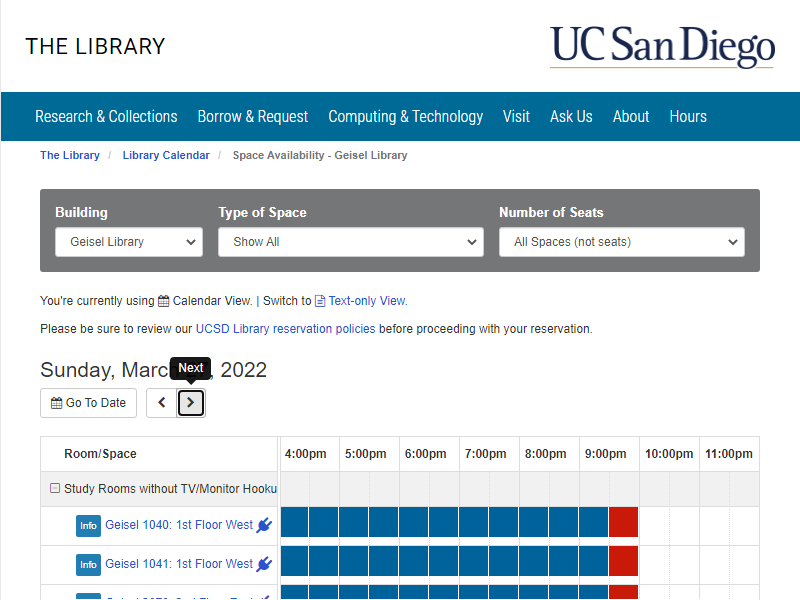 THE LIBRARY
UC San Diego
Research & Collections Borrow & Request Computing & Technology Visit Ask Us About Hours
The Library / Library Calendar / Space Availability - Geisel Library
Building Type of Space Number of Seats
Geisel Library Show All All Spaces (not seats)
You're currently using Calendar View. | Switch to Text-only View.
Please be sure to review our UCSD Library reservation policies before proceeding with your reservation.
Next
Sunday, , 2022
Go To Date
Room/Space 4:00pm 5:00pm 6:00pm 7:00pm 8:00pm 9:00pm 10:00pm 11:00pm
Study Rooms without TV/Monitor Hooku
Info Geisel 1040: 1st Floor West
Info Geisel 1041: 1st Floor West